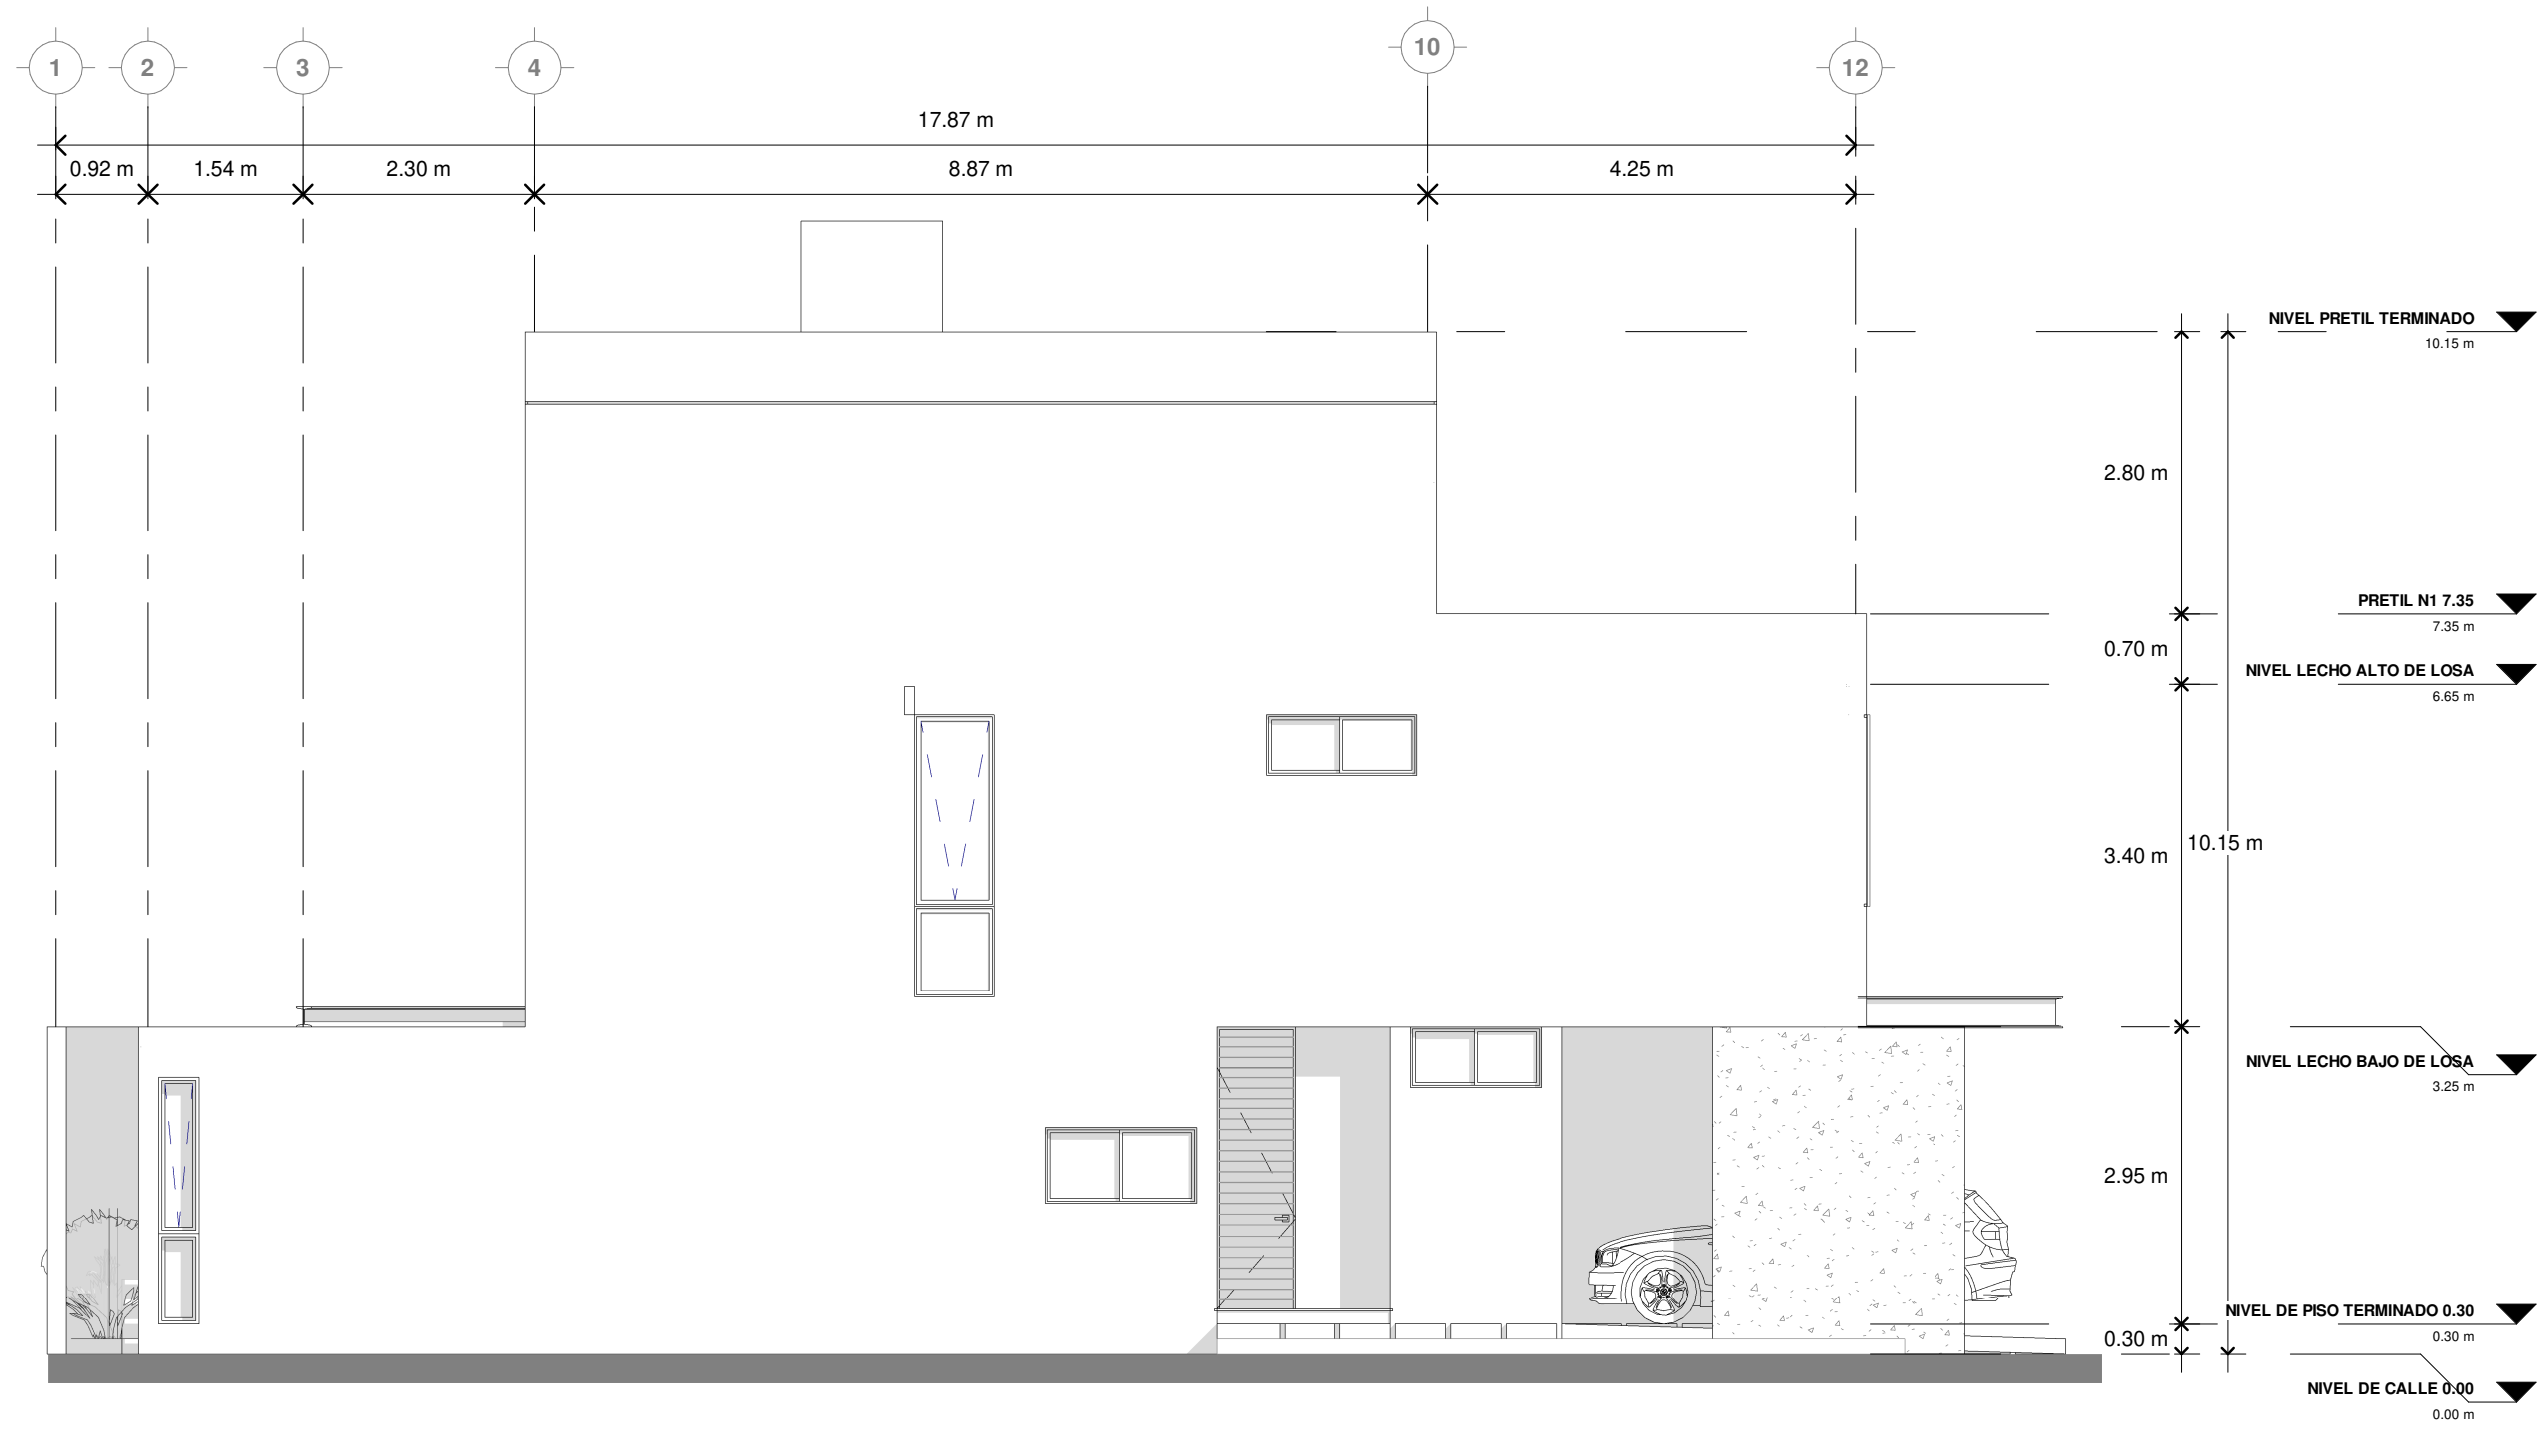 1 2 3 4 10 12
17.87 m
0.92 m 1.54 m 2.30 m 8.87 m 4.25 m
NIVEL PRETIL TERMINADO
10.15 m
2.80 m
PRETIL N1 7.35
7.35 m
0.70 m
NIVEL LECHO ALTO DE LOSA
6.65 m
10.15 m
3.40 m
NIVEL LECHO BAJO DE LOSA
3.25 m
2.95 m
NIVEL DE PISO TERMINADO 0.30
0.30 m
0.30 m
NIVEL DE CALLE 0.00
0.00 m